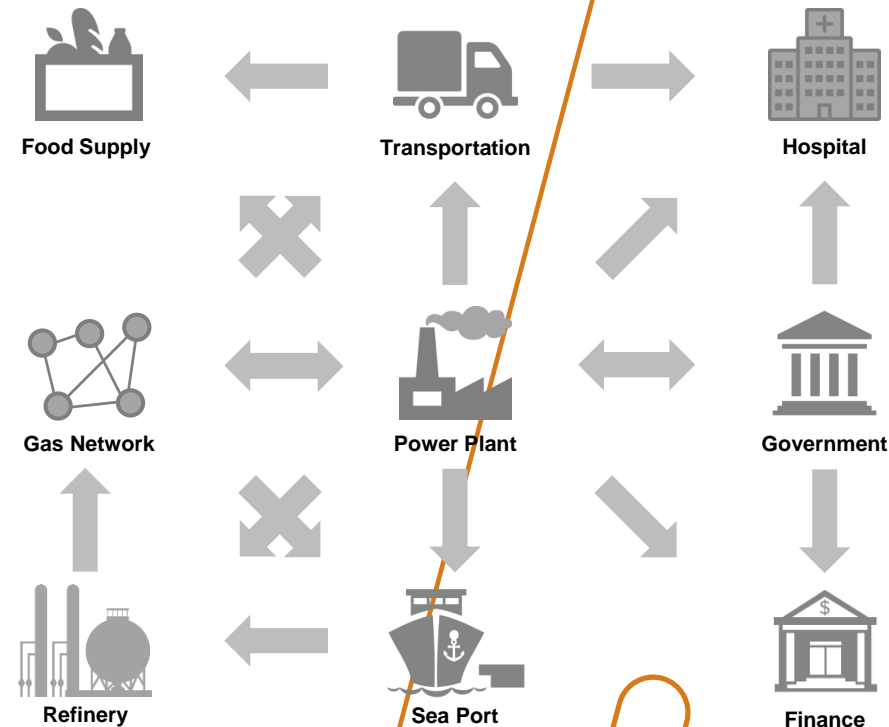 Food Supply
Transportation
Hospital
Gas Network
Power Plant
Government
$
Refinery
Sea Port
Finance